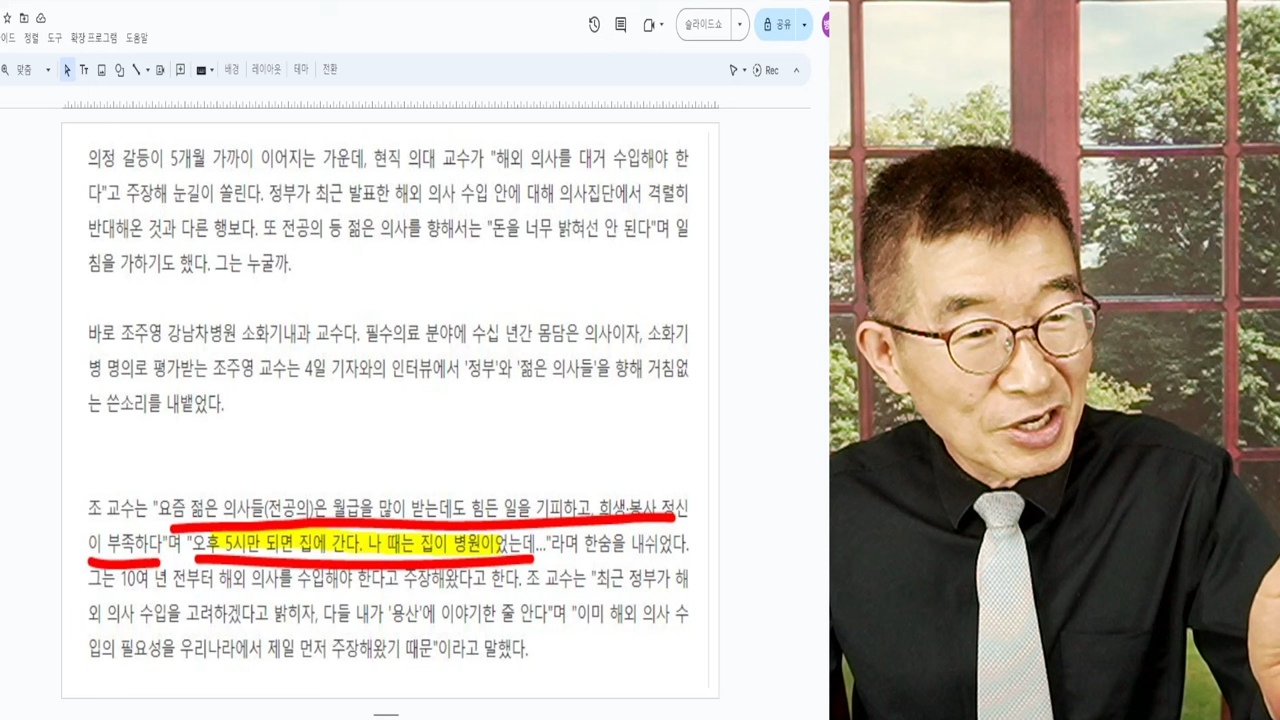 이드 정렬 도구 확장 프로그램 도움말
슬라이드쇼
공유
맞춤 배경 레이아웃 테마 전환 Rec
의정 갈등이 5개월 가까이 이어지는 가운데, 현직 의대 교수가 "해외 의사를 대거 수입해야 한
다"고 주장해 눈길이 쏠린다. 정부가 최근 발표한 해외 의사 수입 안에 대해 의사집단에서 격렬히
반대해온 것과 다른 행보다. 또 전공의 등 젊은 의사를 향해서는 "돈을 너무 밝혀선 안 된다"며 일
침을 가하기도 했다. 그는 누굴까.
바로 조주영 강남차병원 소화기내과 교수다. 필수의료 분야에 수십 년간 몸담은 의사이자, 소화기
병 명의로 평가받는 조주영 교수는 4일 기자와의 인터뷰에서 '정부'와 '젊은 의사들'을 향해 거침없
는 쓴소리를 내뱉었다.
조 교수는 "요즘 젊은 의사들(전공의)은 월급을 많이 받는데도 힘든 일을 기피하고, 희생·봉사 정신
이 부족하다"며 "오후 5시만 되면 집에 간다. 나 때는 집이 병원이었는데..."라며 한숨을 내쉬었다.
그는 10여 년 전부터 해외 의사를 수입해야 한다고 주장해왔다고 한다. 조 교수는 "최근 정부가 해
외 의사 수입을 고려하겠다고 밝히자, 다들 내가 '용산'에 이야기한 줄 안다"며 "이미 해외 의사 수
입의 필요성을 우리나라에서 제일 먼저 주장해왔기 때문"이라고 말했다.